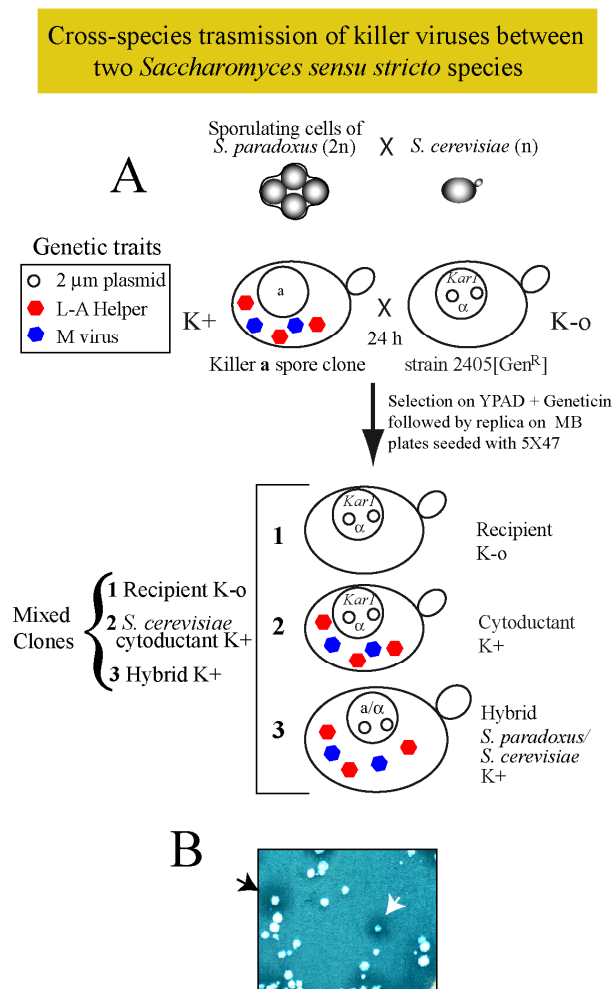 Cross-species trasmission of killer viruses between
two Saccharomyces sensu stricto species
A
Sporulating cells of
S. paradoxus (2n) X S. cerevisiae (n)
Genetic traits
2 µm plasmid
L-A Helper
M virus
K+
a
X
24 h
Kar1
α
K-o
Killer a spore clone
strain 2405[GenR]
Selection on YPAD + Geneticin
followed by replica on MB
plates seeded with 5X47
Mixed
Clones
1 Recipient K-o
2 S. cerevisiae
cytoductant K+
3 Hybrid K+
1
Kar1
α
Recipient
K-o
2
Kar1
α
Cytoductant
K+
3
a/α
Hybrid
S. paradoxus/
S. cerevisiae
K+
B